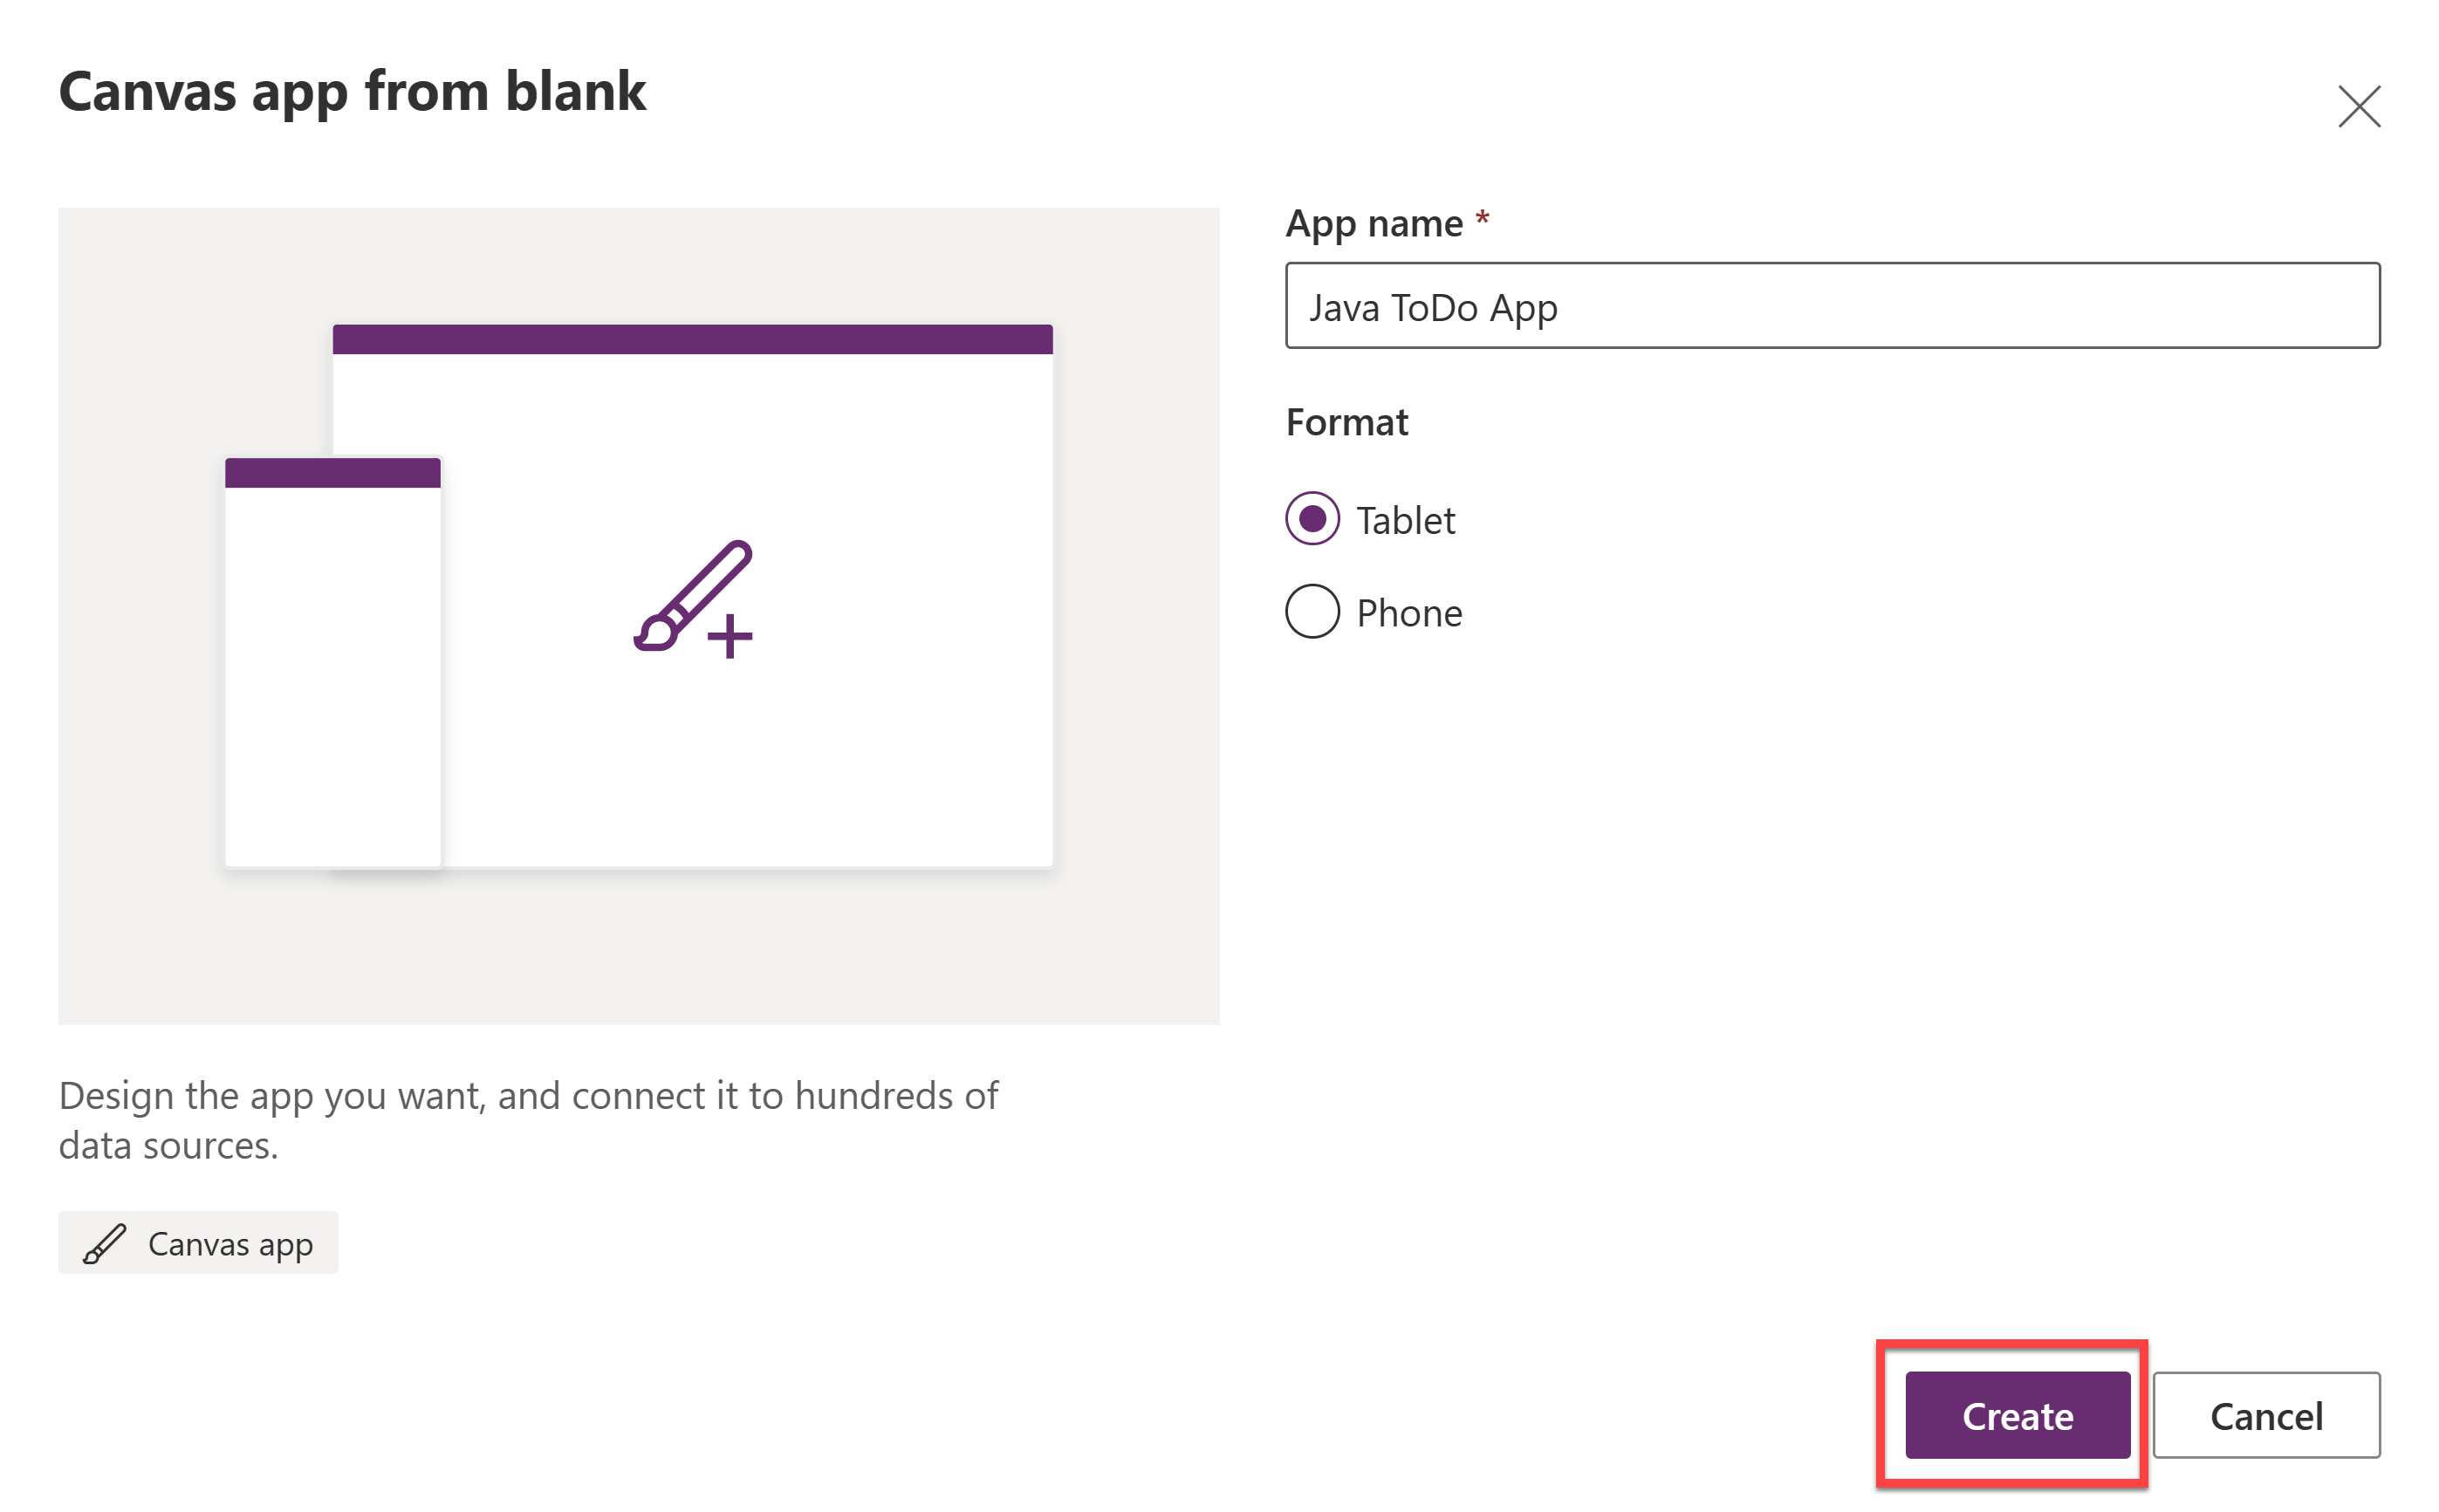 Canvas app from blank
App name *
Java ToDo App
Format
Tablet
Phone
Design the app you want, and connect it to hundreds of
data sources.
Canvas app
Create
Cancel